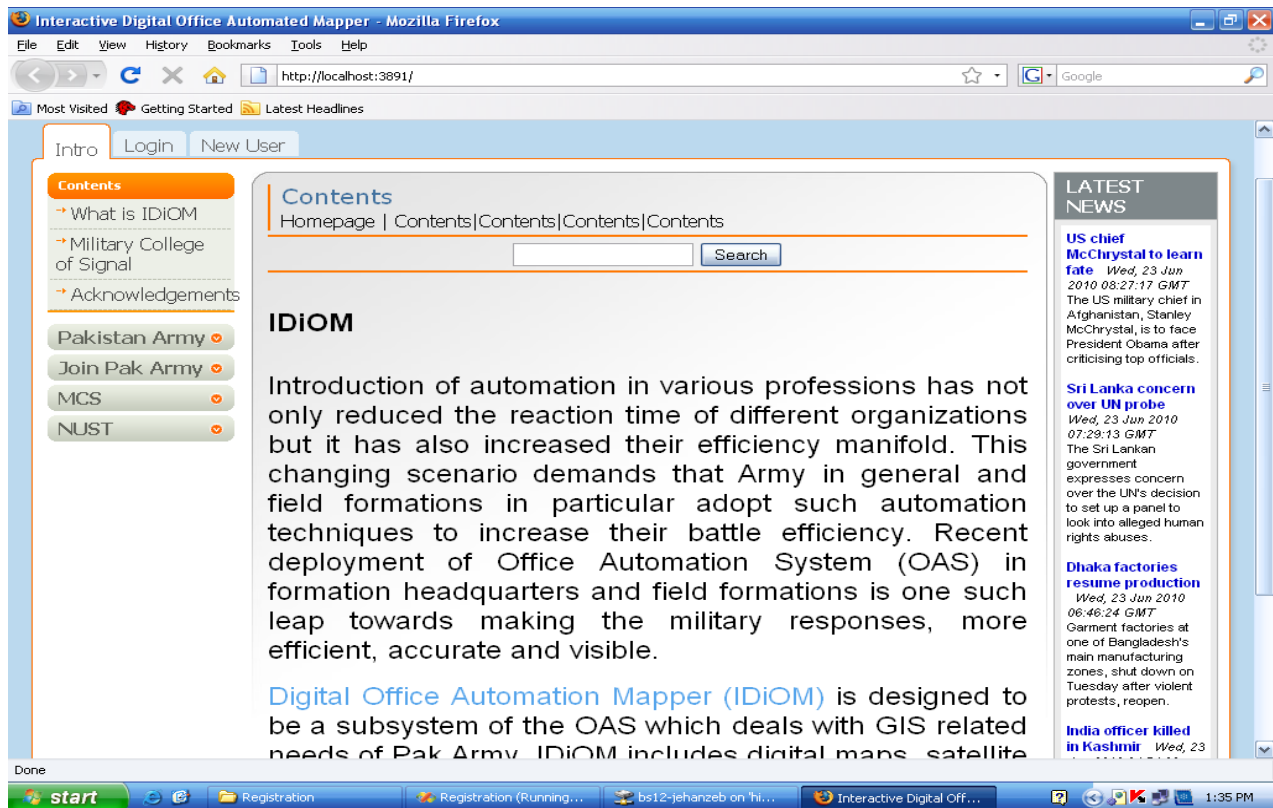 Interactive Digital Office Automated Mapper - Mozilla Firefox
File Edit View History Bookmarks Tools Help
http://localhost:3891/
G Google
Most Visited Getting Started Latest Headlines
Intro Login New User
Contents
What is IDiOM
Military College
of Signal
Acknowledgements
Pakistan Army
Join Pak Army
MCS
NUST
Contents
Homepage | Contents|Contents|Contents|Contents
Search
IDiOM
Introduction of automation in various professions has not
only reduced the reaction time of different organizations
but it has also increased their efficiency manifold. This
changing scenario demands that Army in general and
field formations in particular adopt such automation
techniques to increase their battle efficiency. Recent
deployment of Office Automation System (OAS) in
formation headquarters and field formations is one such
leap towards making the military responses, more
efficient, accurate and visible.
Digital Office Automation Mapper (IDiOM) is designed to
be a subsystem of the OAS which deals with GIS related
needs of Pak Army. IDiOM includes digital maps, satellite
LATEST
NEWS
US chief
McChrystal to learn
fate Wed, 23 Jun
2010 08:27:17 GMT
The US military chief in
Afghanistan, Stanley
McChrystal, is to face
President Obama after
criticising top officials.
Sri Lanka concern
over UN probe
Wed, 23 Jun 2010
07:29:13 GMT
The Sri Lankan
government
expresses concern
over the UN's decision
to set up a panel to
look into alleged human
rights abuses.
Dhaka factories
resume production
Wed, 23 Jun 2010
06:46:24 GMT
Garment factories at
one of Bangladesh's
main manufacturing
zones, shut down on
Tuesday after violent
protests, reopen.
India officer killed
in Kashmir Wed, 23
Done
start Registration Registration (Running... bs12-jehanzeb on 'hi... Interactive Digital Off... 1:35 PM